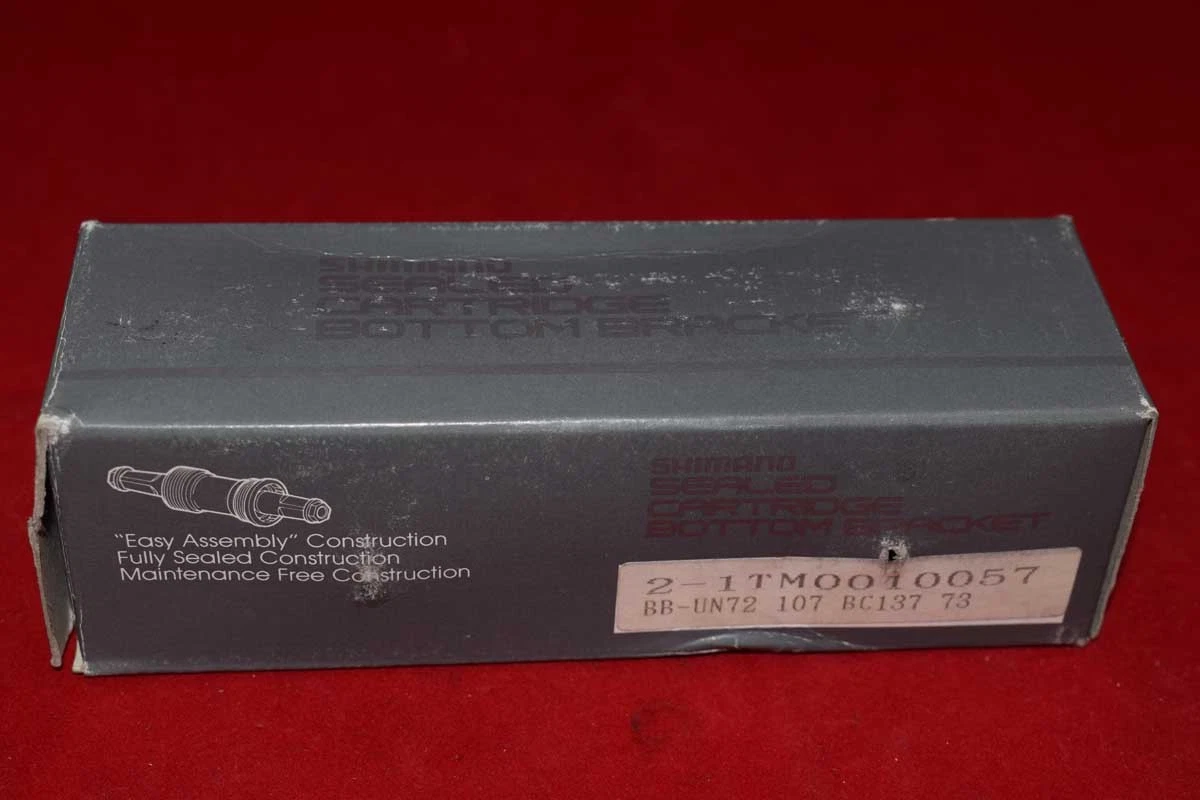 SHIMANO
SEALED
CARTRIDGE
BOTTOM BRACKET
"Easy Assembly" Construction
Fully Sealed Construction
Maintenance Free Construction
SHIMANO
SEALED
CARTRIDGE
BOTTOM BRACKET
2-1TM0010057
BB-UN72 107 BC137 73